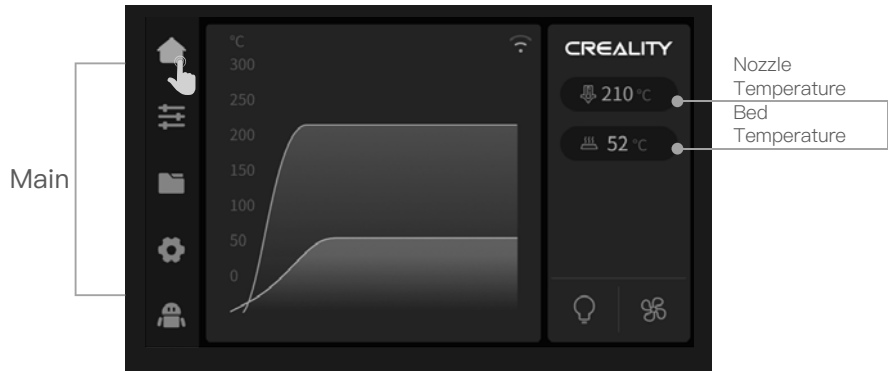 Main
°C
300
250
200
150
100
50
0
CREALITY
210 °C
52 °C
Nozzle
Temperature
Bed
Temperature